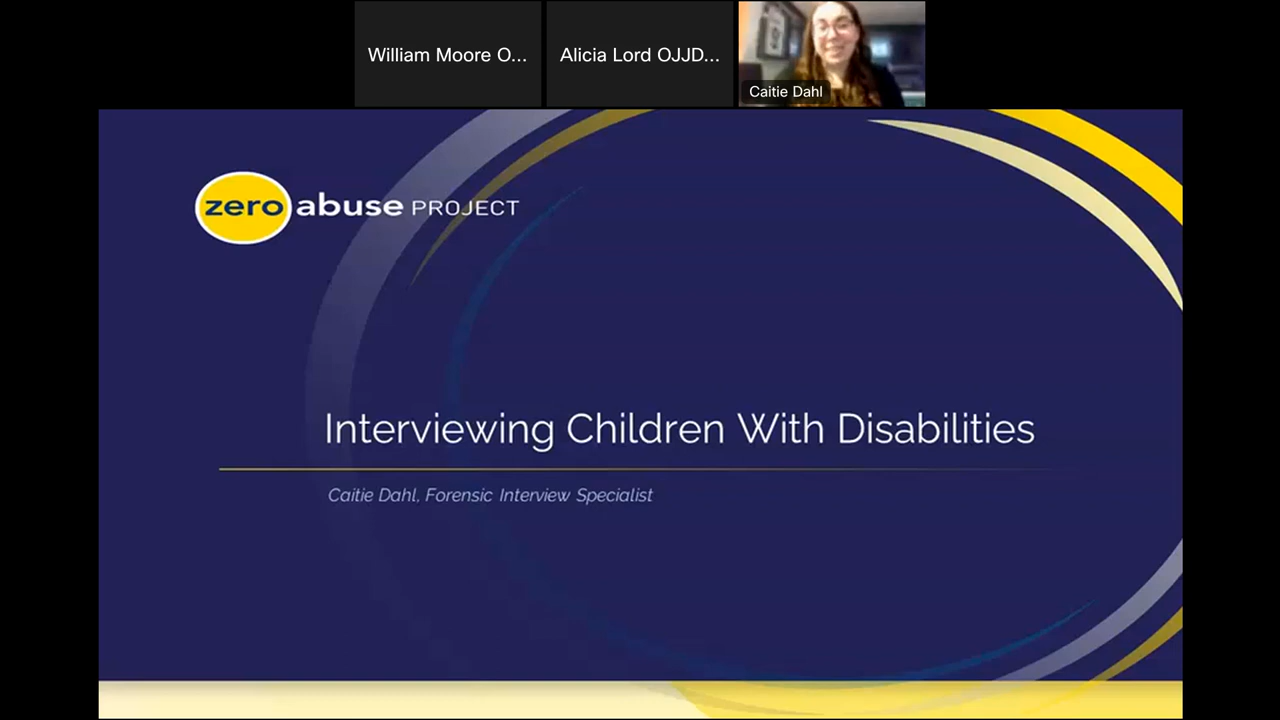 William Moore O...
Alicia Lord OJJD...
Caitie Dahl
zero abuse PROJECT
Interviewing Children With Disabilities
Caitie Dahl, Forensic Interview Specialist